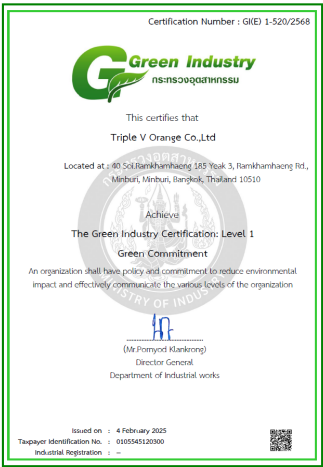 Certification Number : GI(E) 1-520/2568
Green Industry
กระทรวงอุตสาหกรรม
This certifies that
Triple V Orange Co.,Ltd
Located at : 40 Soi.Ramkhamhaeng 185 Yeak 3, Ramkhamhaeng Rd.,
Minburi, Minburi, Bangkok, Thailand 10510
Achieve
The Green Industry Certification: Level 1
Green Commitment
An organization shall have policy and commitment to reduce environmental
impact and effectively communicate the various levels of the organization
(Mr.Pornyod Klankrong)
Director General
Department of Industrial works
Issued on : 4 February 2025
Taxpayer Identification No. : 0105545120300
Industrial Registration : –